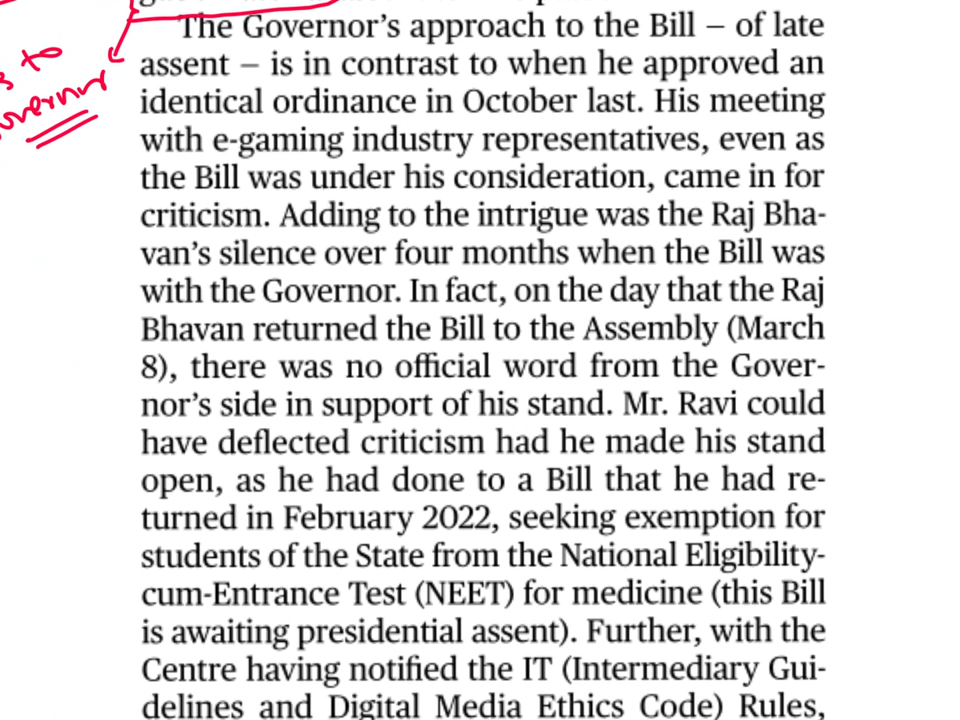 The Governor's approach to the Bill – of late
assent – is in contrast to when he approved an
identical ordinance in October last. His meeting
with e-gaming industry representatives, even as
the Bill was under his consideration, came in for
criticism. Adding to the intrigue was the Raj Bha-
van's silence over four months when the Bill was
with the Governor. In fact, on the day that the Raj
Bhavan returned the Bill to the Assembly (March
8), there was no official word from the Gover-
nor's side in support of his stand. Mr. Ravi could
have deflected criticism had he made his stand
open, as he had done to a Bill that he had re-
turned in February 2022, seeking exemption for
students of the State from the National Eligibility-
cum-Entrance Test (NEET) for medicine (this Bill
is awaiting presidential assent). Further, with the
Centre having notified the IT (Intermediary Gui-
delines and Digital Media Ethics Code) Rules,
to
overnor